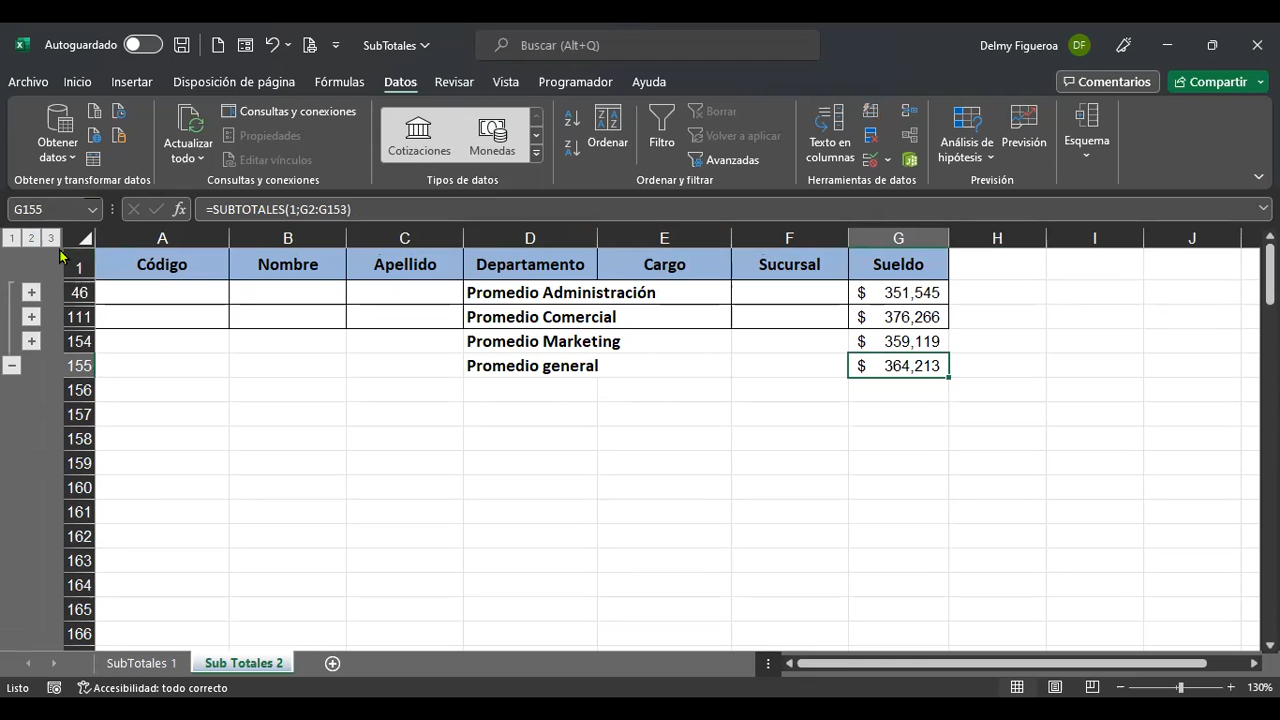 Autoguardado SubTotales Buscar (Alt+Q) Delmy Figueroa DF
Archivo Inicio Insertar Disposición de página Fórmulas Datos Revisar Vista Programador Ayuda Comentarios Compartir
Obtener datos
Actualizar todo
Consultas y conexiones
Propiedades
Editar vínculos
Cotizaciones Monedas
Ordenar
Filtro
Borrar
Volver a aplicar
Avanzadas
Texto en columnas
Análisis de hipótesis
Previsión
Esquema
Obtener y transformar datos Consultas y conexiones Tipos de datos Ordenar y filtrar Herramientas de datos Previsión
G155 fx =SUBTOTALES(1;G2:G153)
1 2 3 A B C D E F G H I J
1 Código Nombre Apellido Departamento Cargo Sucursal Sueldo
46 Promedio Administración $ 351,545
111 Promedio Comercial $ 376,266
154 Promedio Marketing $ 359,119
155 Promedio general $ 364,213
156
157
158
159
160
161
162
163
164
165
166
SubTotales 1 Sub Totales 2
Listo Accesibilidad: todo correcto 130%